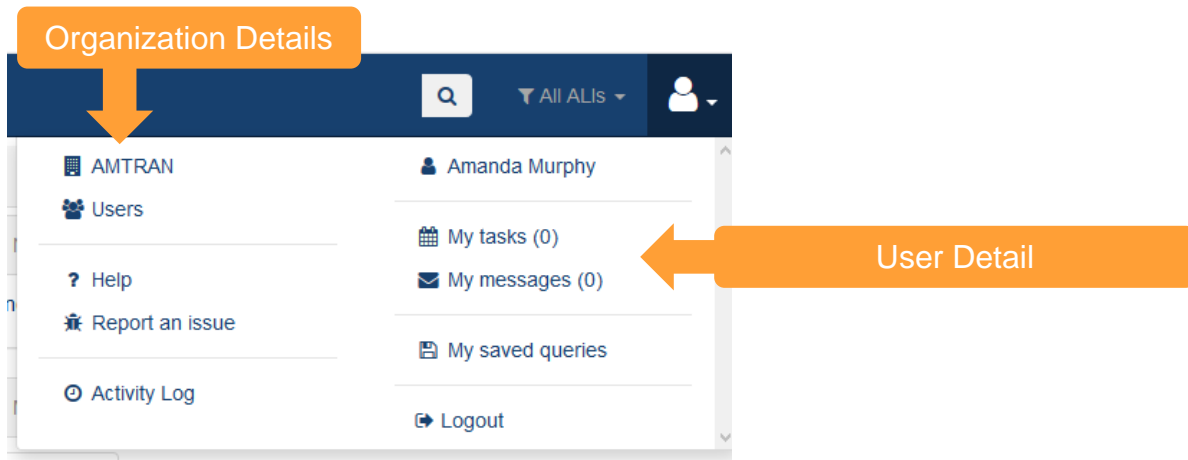 Organization Details
All ALIs
AMTRAN
Users
? Help
Report an issue
Activity Log
Amanda Murphy
My tasks (0)
My messages (0)
My saved queries
Logout
User Detail